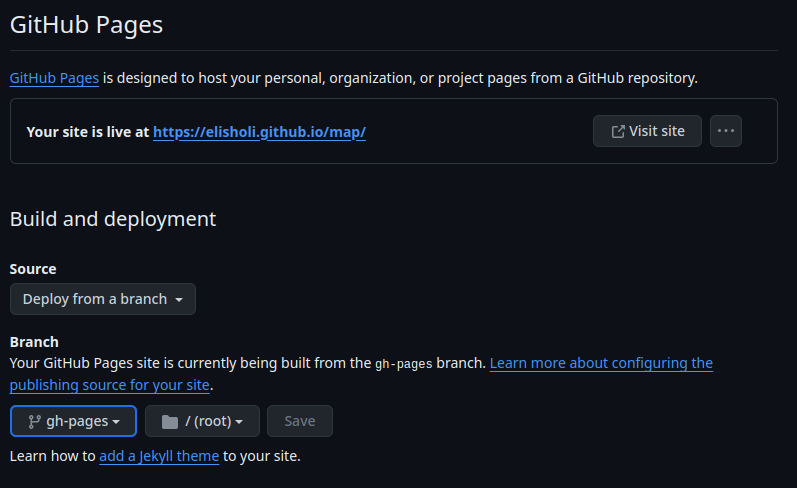 GitHub Pages
GitHub Pages is designed to host your personal, organization, or project pages from a GitHub repository.
Your site is live at https://elisholi.github.io/map/
Visit site
Build and deployment
Source
Deploy from a branch
Branch
Your GitHub Pages site is currently being built from the gh-pages branch. Learn more about configuring the
publishing source for your site.
gh-pages / (root) Save
Learn how to add a Jekyll theme to your site.